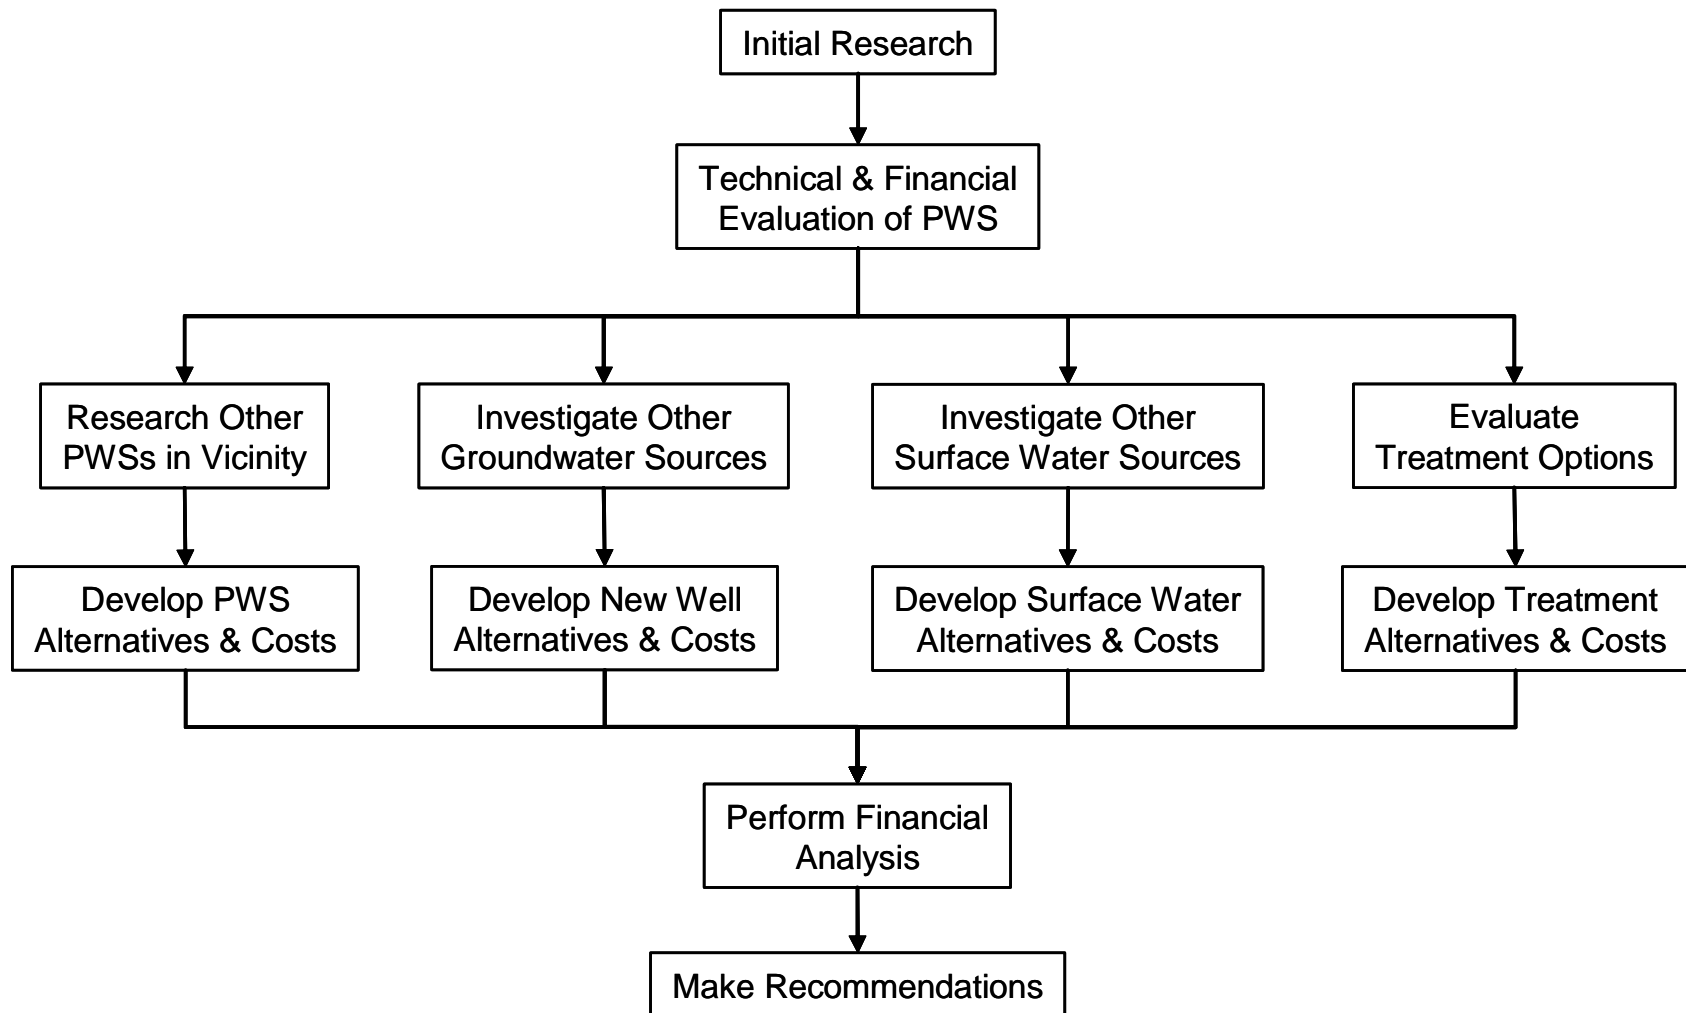 Initial Research
Technical & Financial
Evaluation of PWS
Research Other
PWSs in Vicinity
Investigate Other
Groundwater Sources
Investigate Other
Surface Water Sources
Evaluate
Treatment Options
Develop PWS
Alternatives & Costs
Develop New Well
Alternatives & Costs
Develop Surface Water
Alternatives & Costs
Develop Treatment
Alternatives & Costs
Perform Financial
Analysis
Make Recommendations